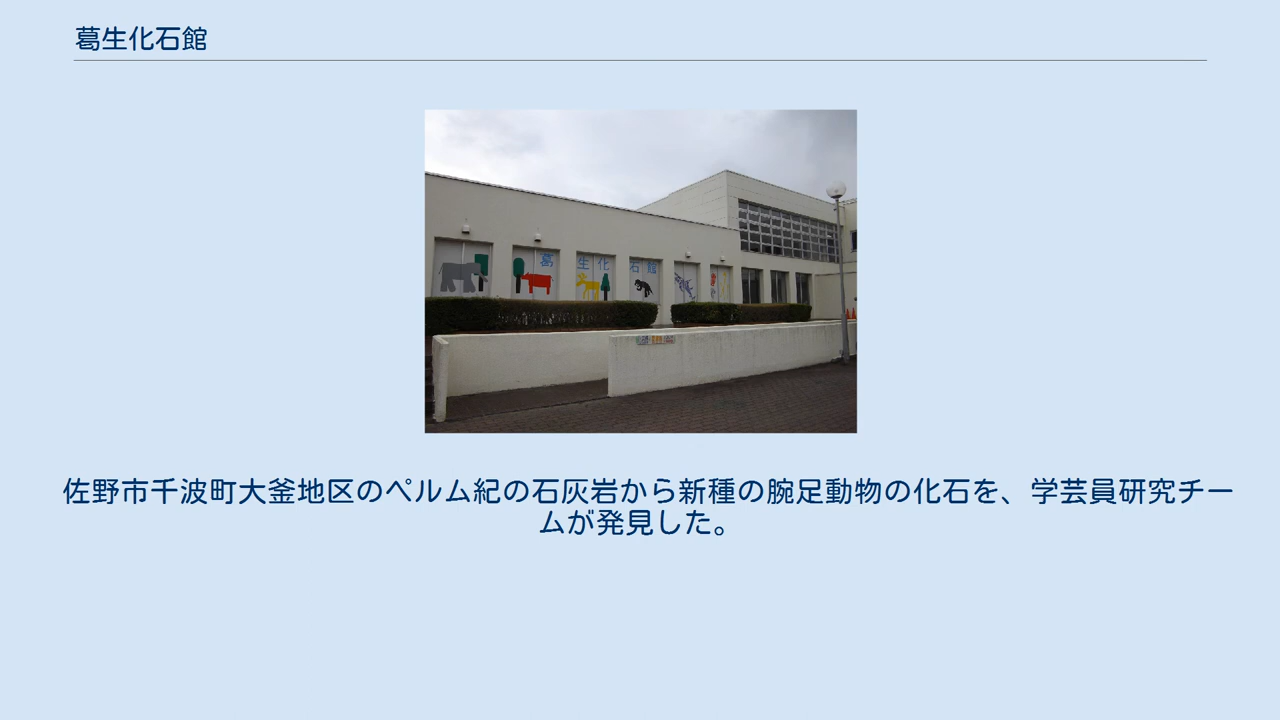 葛生化石館
葛生化石館
佐野市千波町大釜地区のペルム紀の石灰岩から新種の腕足動物の化石を、学芸員研究チー
ムが発見した。